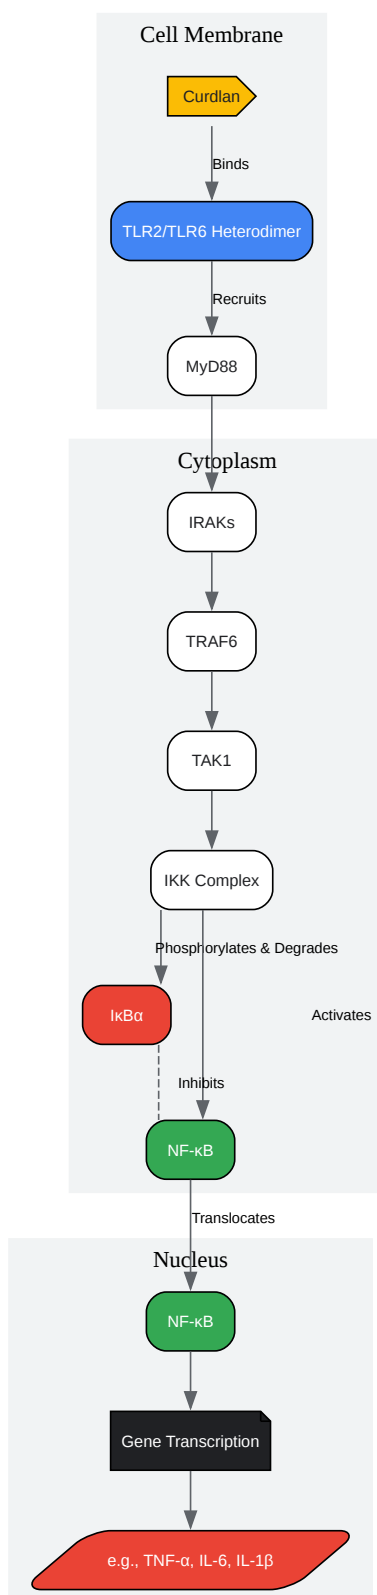 Cell Membrane
Curdlan
Binds
TLR2/TLR6 Heterodimer
Recruits
MyD88
Cytoplasm
IRAKs
TRAF6
TAK1
IKK Complex
Phosphorylates & Degrades
IκBα
Activates
Inhibits
NF-κB
Translocates
Nucleus
NF-κB
Gene Transcription
e.g., TNF-α, IL-6, IL-1β